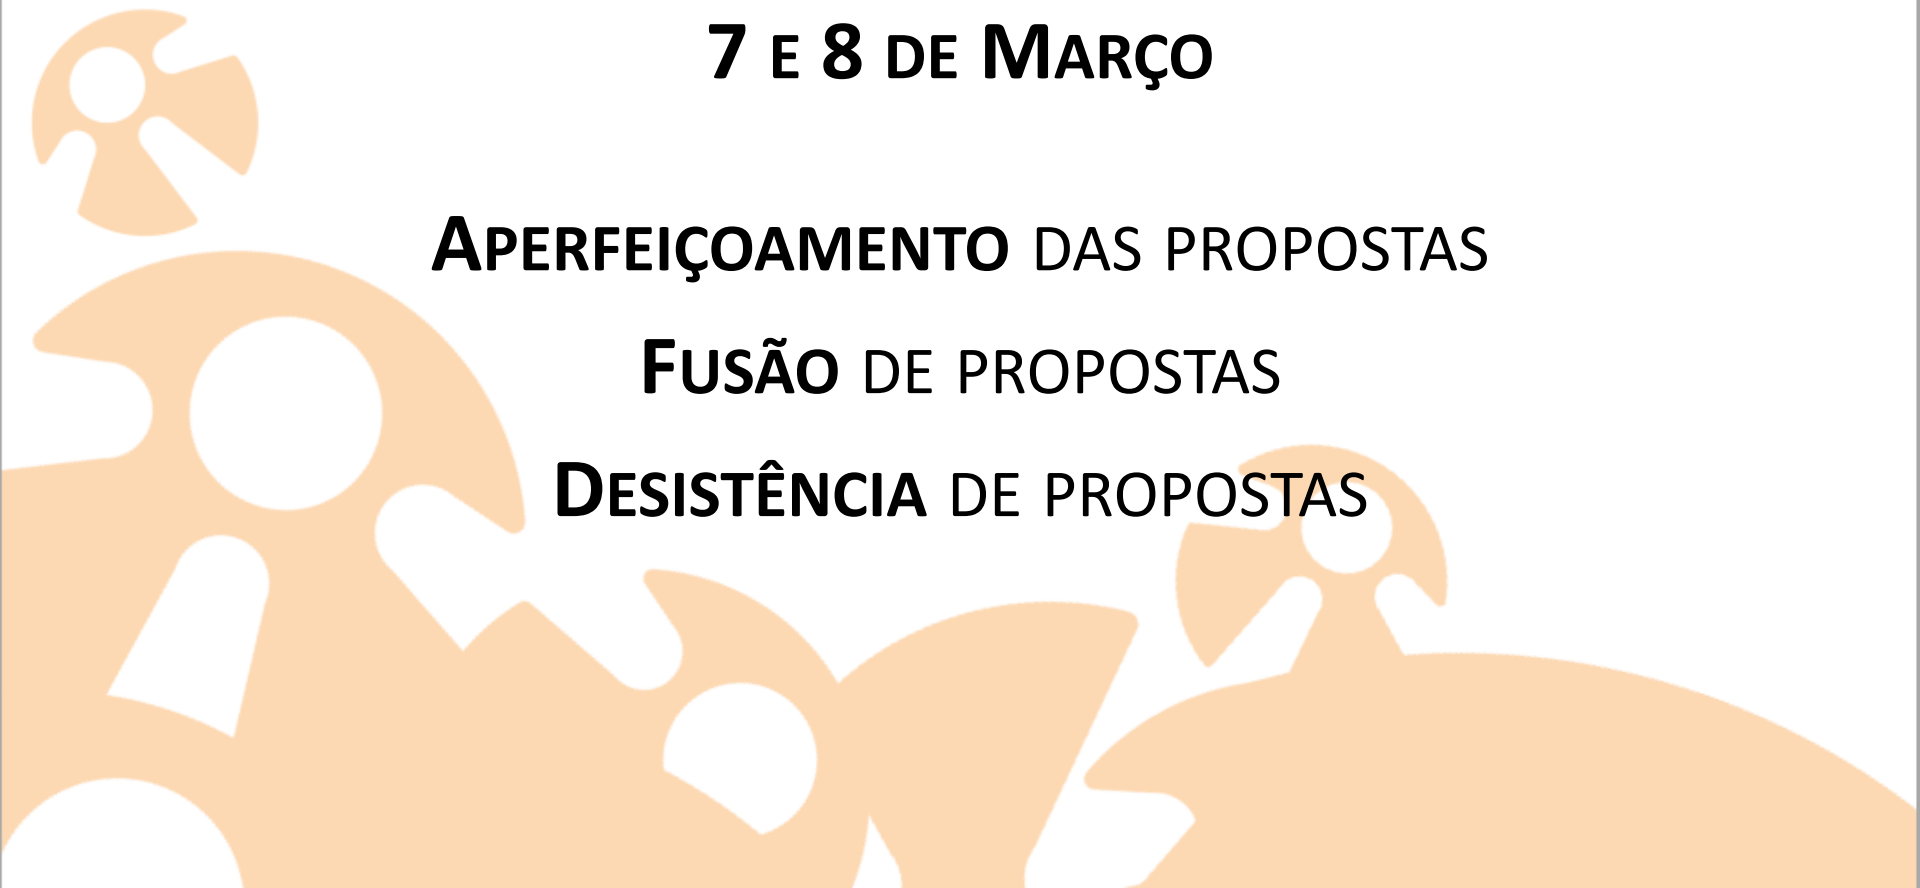 7 E 8 DE MARÇO
APERFEIÇOAMENTO DAS PROPOSTAS
FUSÃO DE PROPOSTAS
DESISTÊNCIA DE PROPOSTAS